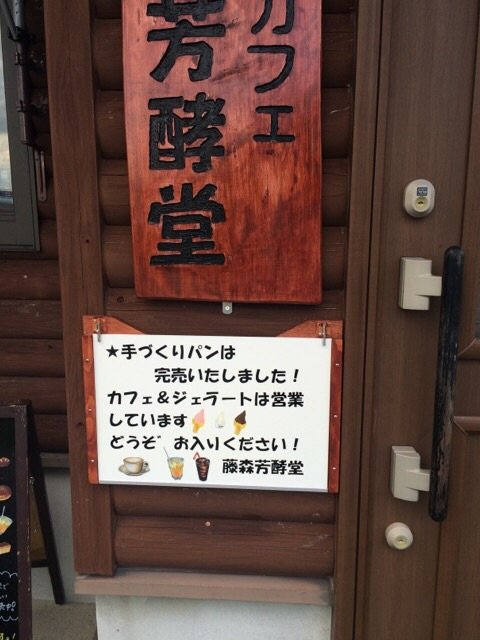 カフェ
芳酵堂
★手づくりパンは
完売いたしました！
カフェ＆ジェラートは営業
しています
どうぞ お入りください！
藤森芳酵堂